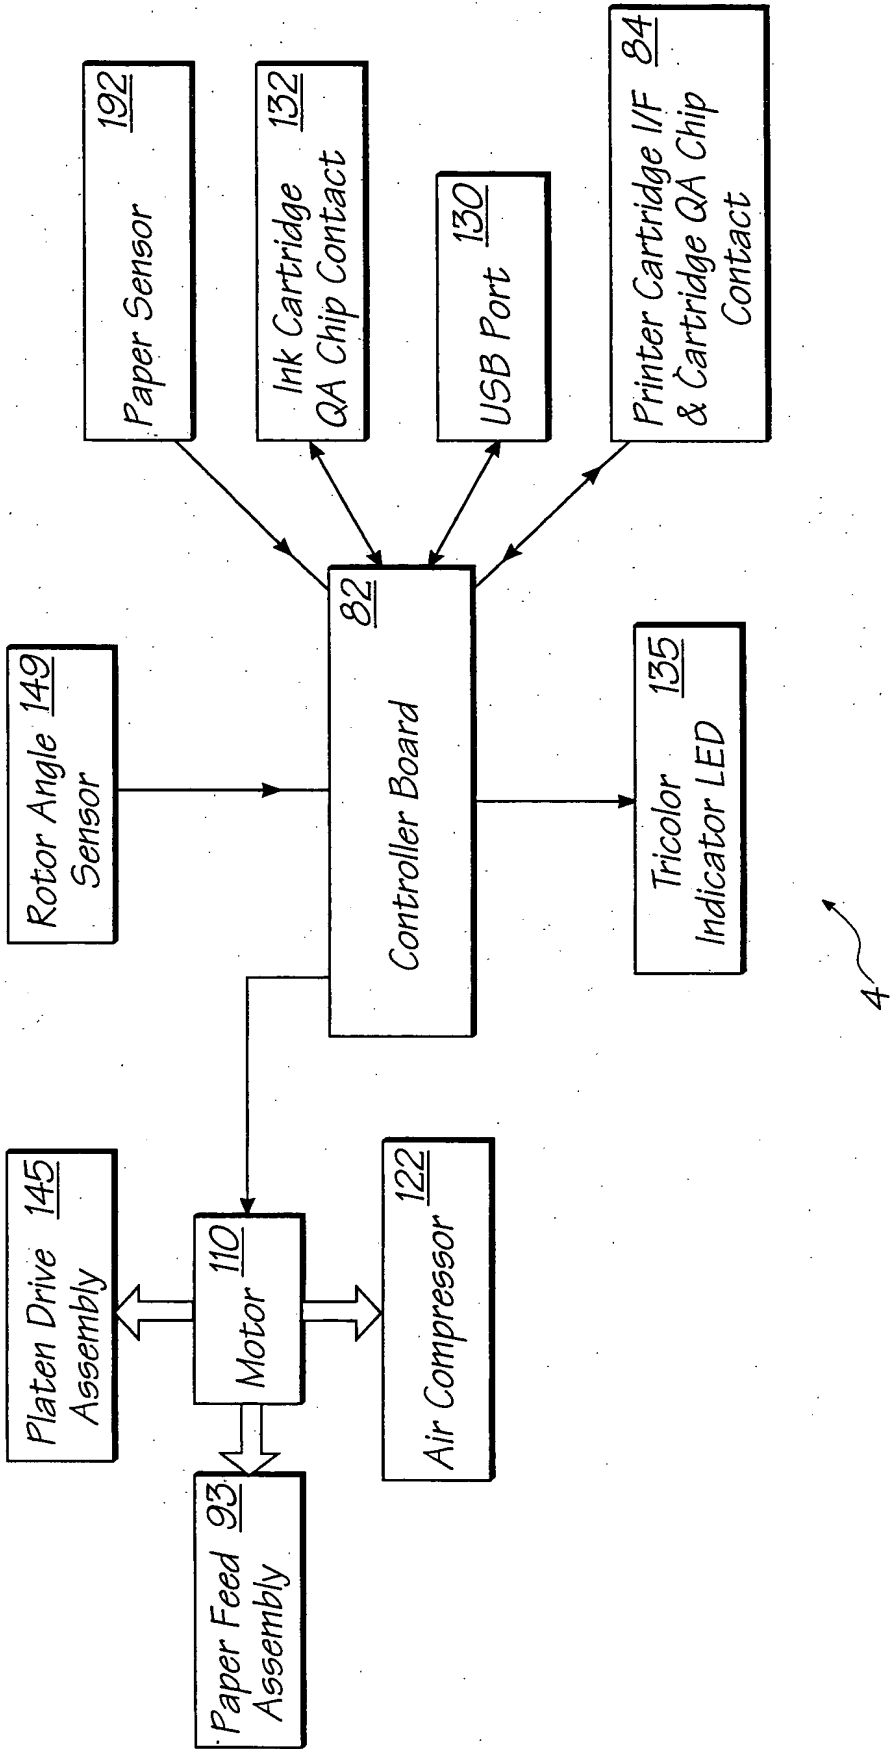 Platen Drive 145
Assembly
Rotor Angle 149
Sensor
Paper Sensor 192
Paper Feed 93
Assembly
Motor 110
Ink Cartridge 132
QA Chip Contact
Controller Board 82
Air Compressor 122
USB Port 130
Tricolor 135
Indicator LED
Printer Cartridge I/F 84
& Cartridge QA Chip
Contact
4